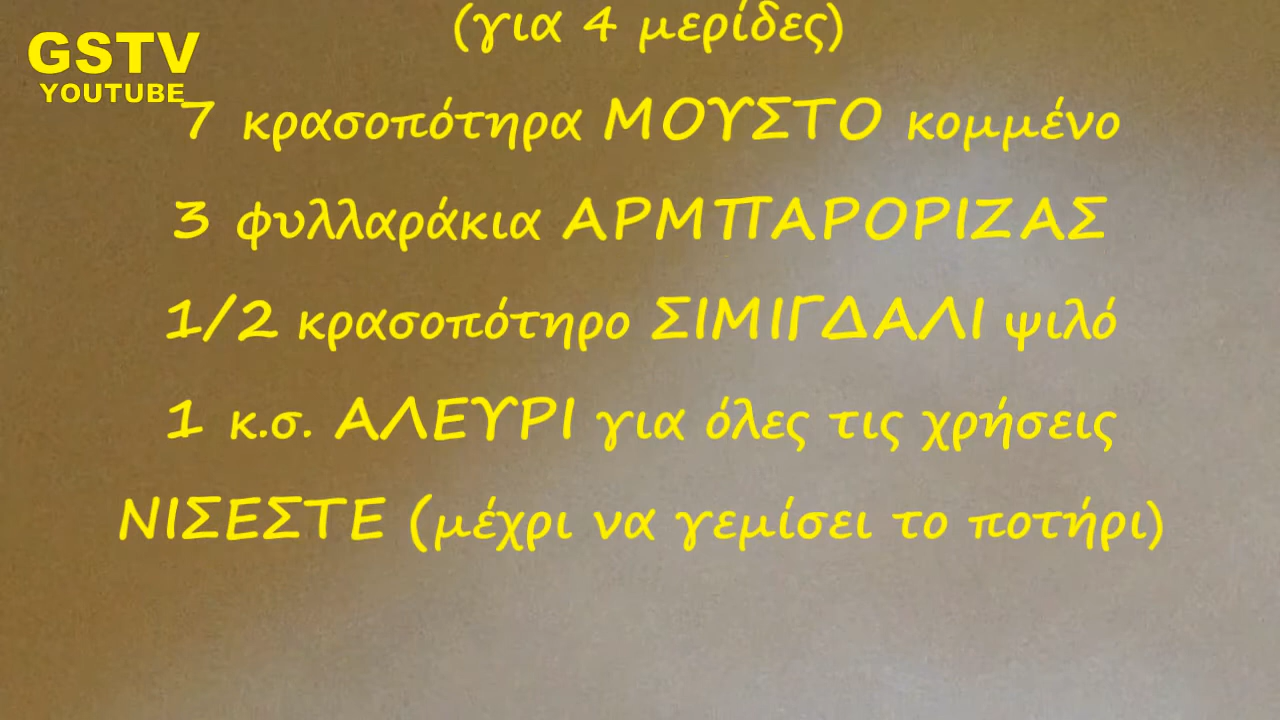 GSTV
YOUTUBE
(για 4 μερίδες)
7 κρασοπότηρα ΜΟΥΣΤΟ κομμένο
3 φυλλαράκια ΑΡΜΠΑΡΟΡΙΖΑΣ
1/2 κρασοπότηρο ΣΙΜΙΓΔΑΛΙ ψιλό
1 κ.σ. ΑΛΕΥΡΙ για όλες τις χρήσεις
ΝΙΣΕΣΤΕ (μέχρι να γεμίσει το ποτήρι)